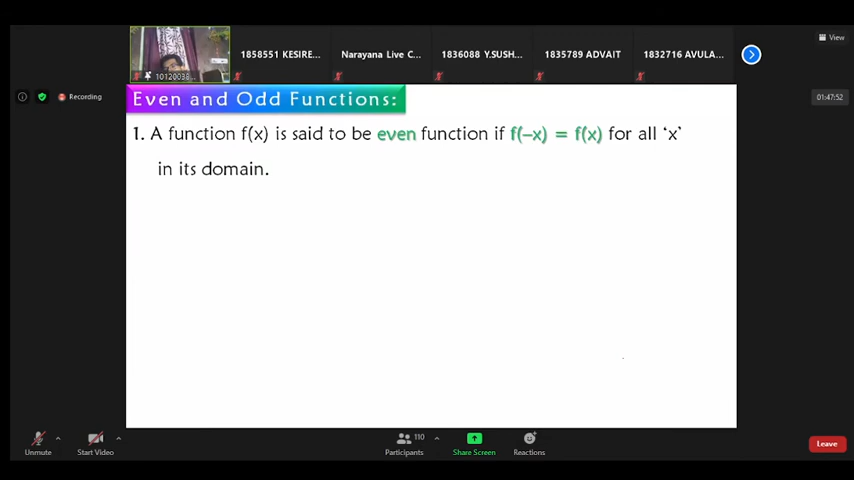 View
1858551 KESIRE...
Narayana Live C...
1836088 Y.SUSH...
1835789 ADVAIT
1832716 AVULA...
10120038...
Recording
01:47:52
Even and Odd Functions:
1. A function f(x) is said to be even function if f(–x) = f(x) for all ‘x’
in its domain.
Unmute
Start Video
110
Participants
Share Screen
Reactions
Leave